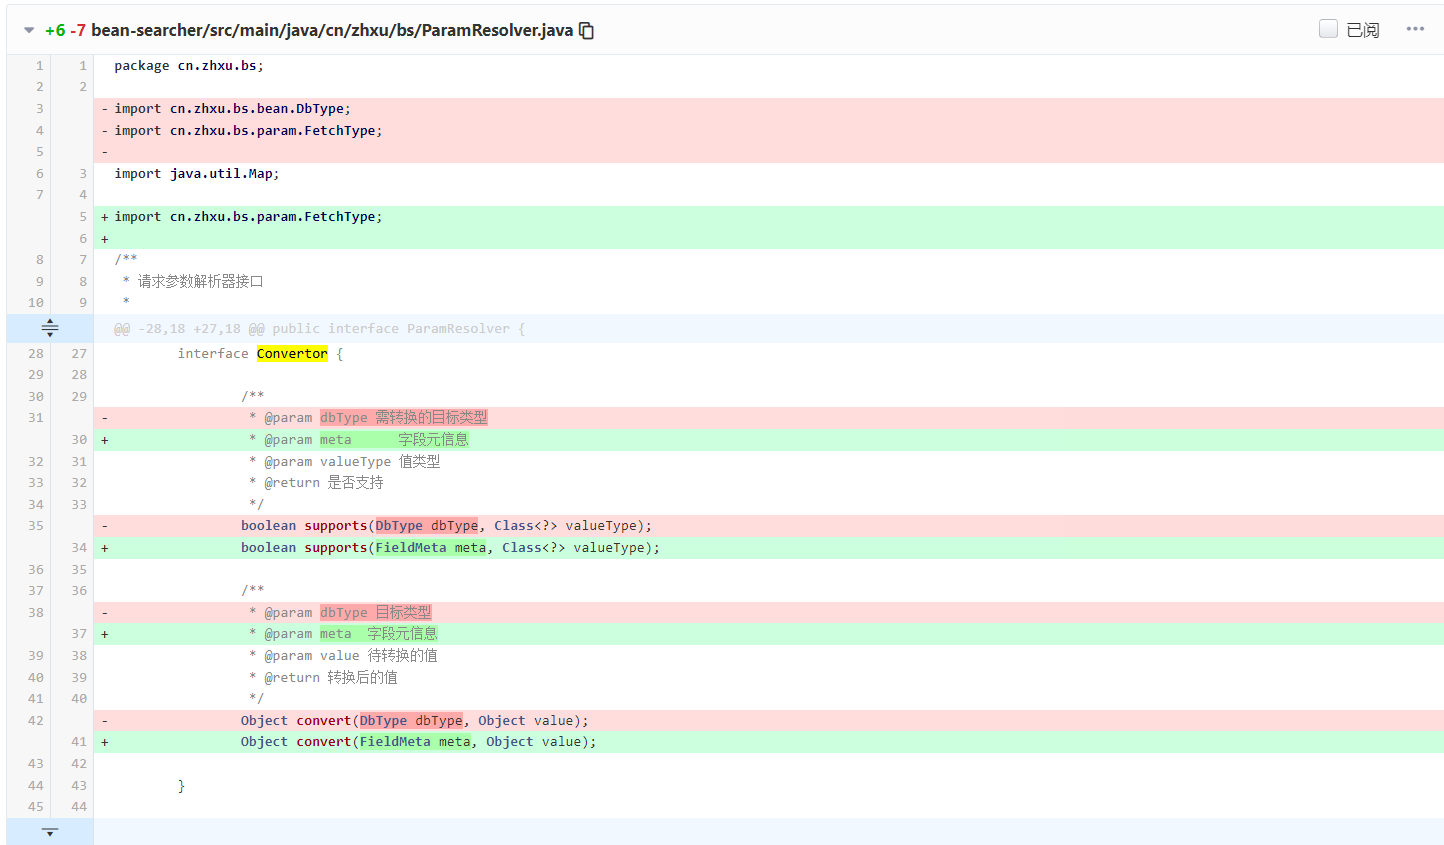 +6 -7 bean-searcher/src/main/java/cn/zhxu/bs/ParamResolver.java 已阅 •••
1 1 package cn.zhxu.bs;
2 2
3 - import cn.zhxu.bs.bean.DbType;
4 - import cn.zhxu.bs.param.FetchType;
5 -
6 3 import java.util.Map;
7 4
5 + import cn.zhxu.bs.param.FetchType;
6 +
8 7 /**
9 8 * 请求参数解析器接口
10 9 *
@@ -28,18 +27,18 @@ public interface ParamResolver {
28 27 interface Convertor {
29 28
30 29 /**
31 - * @param dbType 需转换的目标类型
30 + * @param meta 字段元信息
32 31 * @param valueType 值类型
33 32 * @return 是否支持
34 33 */
35 - boolean supports(DbType dbType, Class<?> valueType);
34 + boolean supports(FieldMeta meta, Class<?> valueType);
36 35
37 36 /**
38 - * @param dbType 目标类型
37 + * @param meta 字段元信息
39 38 * @param value 待转换的值
40 39 * @return 转换后的值
41 40 */
42 - Object convert(DbType dbType, Object value);
41 + Object convert(FieldMeta meta, Object value);
43 42
44 43 }
45 44